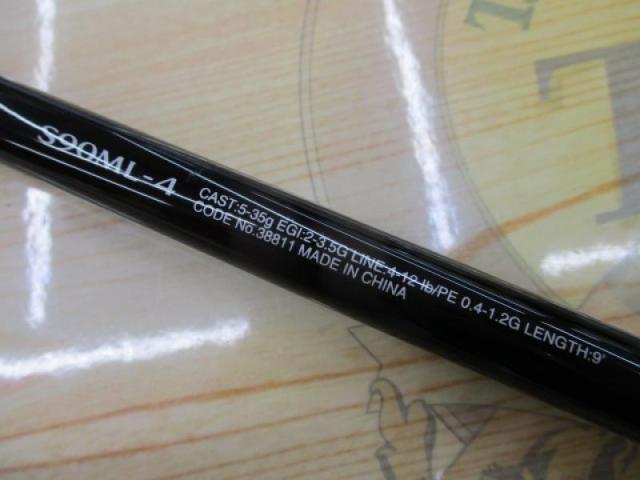 S90ML-4
CAST:5-35g EGI:2-3.5G LINE:4-12 lb/PE 0.4-1.2G LENGTH:9'
CODE No.38811 MADE IN CHINA